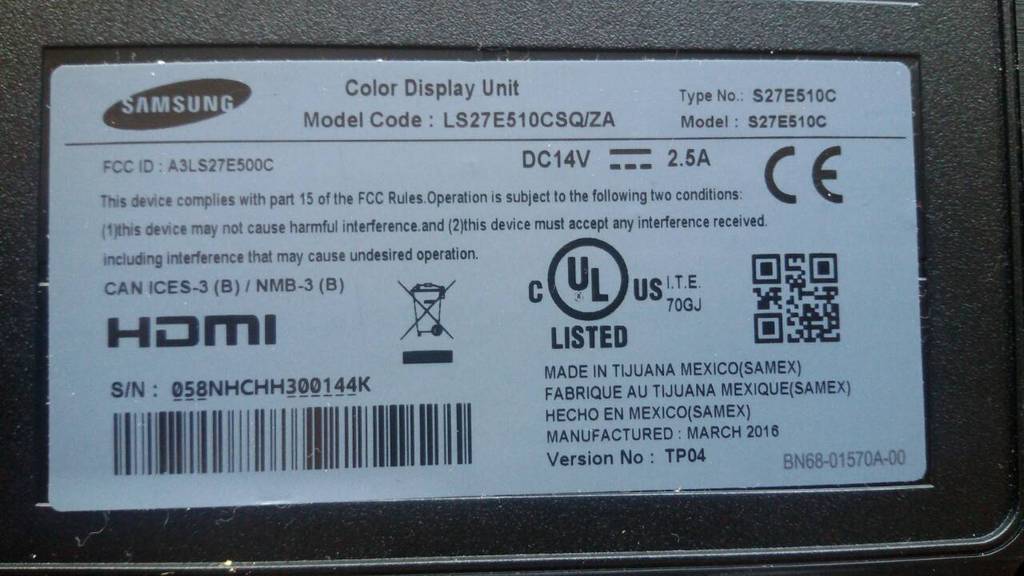 SAMSUNG
Color Display Unit
Model Code : LS27E510CSQ/ZA
Type No.: S27E510C
Model : S27E510C
FCC ID : A3LS27E500C
DC14V 2.5A
CE
This device complies with part 15 of the FCC Rules.Operation is subject to the following two conditions:
(1)this device may not cause harmful interference.and (2)this device must accept any interference received.
including interference that may cause undesired operation.
CAN ICES-3 (B) / NMB-3 (B)
HDMI
C UL US
LISTED
I.T.E.
70GJ
S/N : 058NHCHH300144K
MADE IN TIJUANA MEXICO(SAMEX)
FABRIQUE AU TIJUANA MEXIQUE(SAMEX)
HECHO EN MEXICO(SAMEX)
MANUFACTURED : MARCH 2016
Version No : TP04
BN68-01570A-00